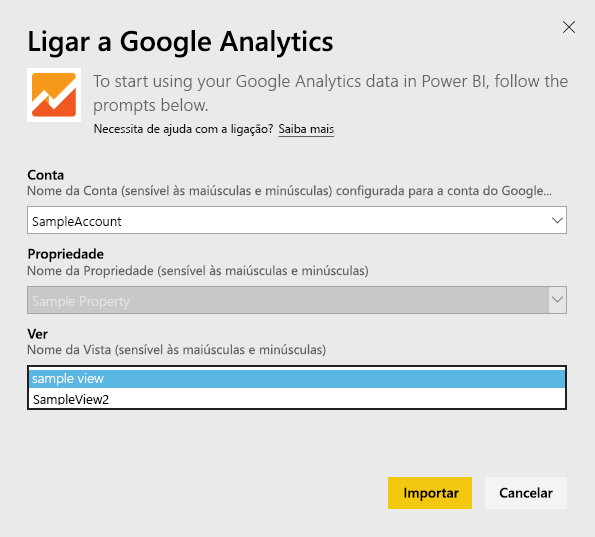 Ligar a Google Analytics
To start using your Google Analytics data in Power BI, follow the
prompts below.
Necessita de ajuda com a ligação? Saiba mais
Conta
Nome da Conta (sensível às maiúsculas e minúsculas) configurada para a conta do Google...
SampleAccount
Propriedade
Nome da Propriedade (sensível às maiúsculas e minúsculas)
Sample Property
Ver
Nome da Vista (sensível às maiúsculas e minúsculas)
sample view
SampleView2
Importar Cancelar